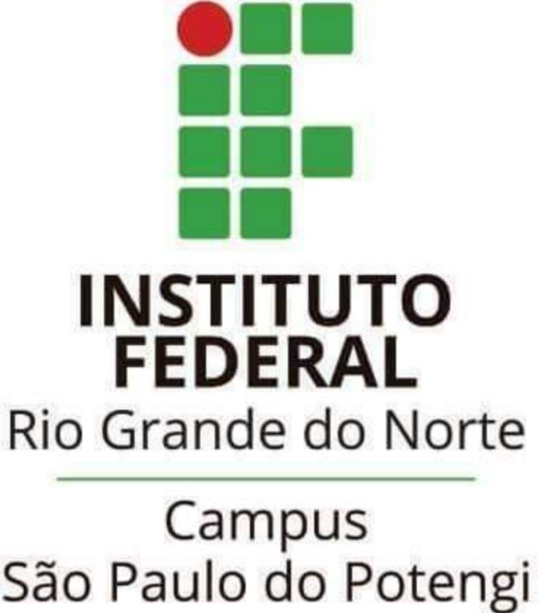 INSTITUTO
FEDERAL
Rio Grande do Norte
Campus
São Paulo do Potengi